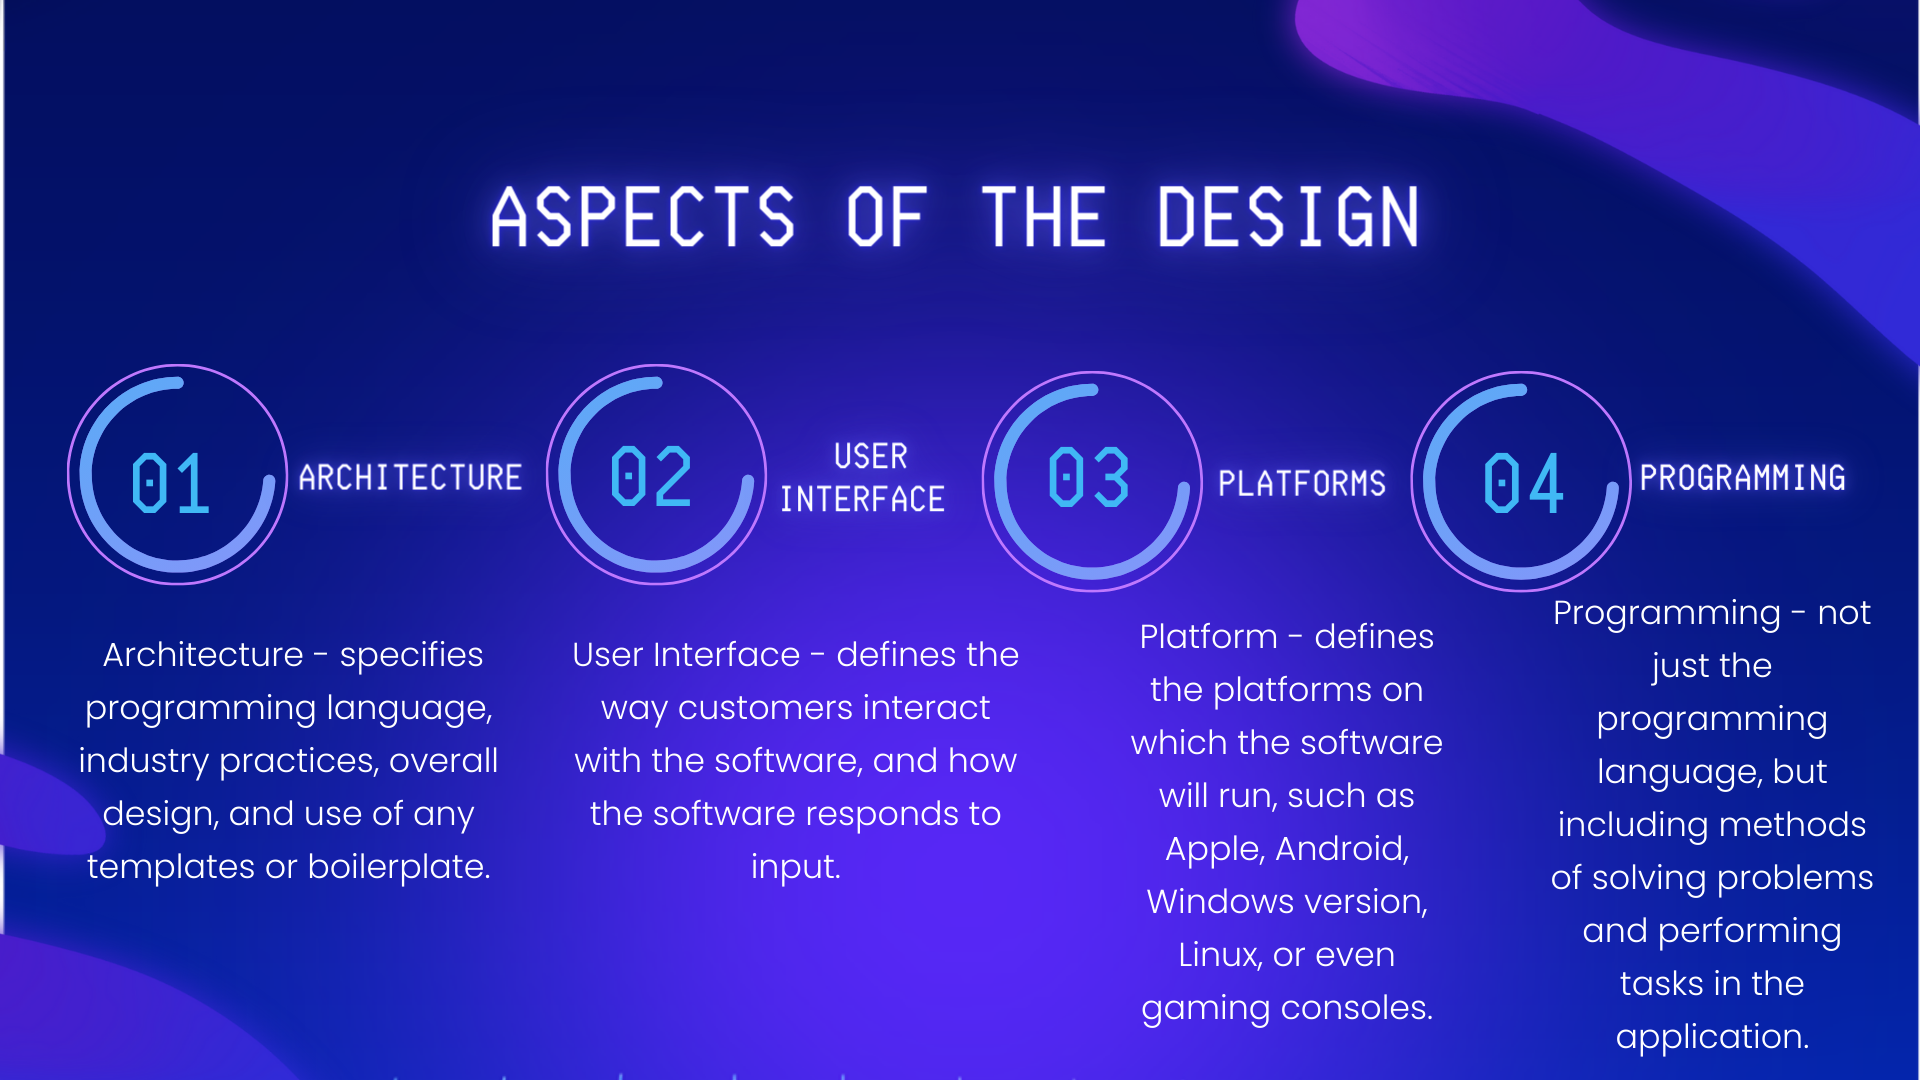 ASPECTS OF THE DESIGN
01
ARCHITECTURE
Architecture - specifies
programming language,
industry practices, overall
design, and use of any
templates or boilerplate.
02
USER
INTERFACE
User Interface - defines the
way customers interact
with the software, and how
the software responds to
input.
03
PLATFORMS
Platform - defines
the platforms on
which the software
will run, such as
Apple, Android,
Windows version,
Linux, or even
gaming consoles.
04
PROGRAMMING
Programming - not
just the
programming
language, but
including methods
of solving problems
and performing
tasks in the
application.